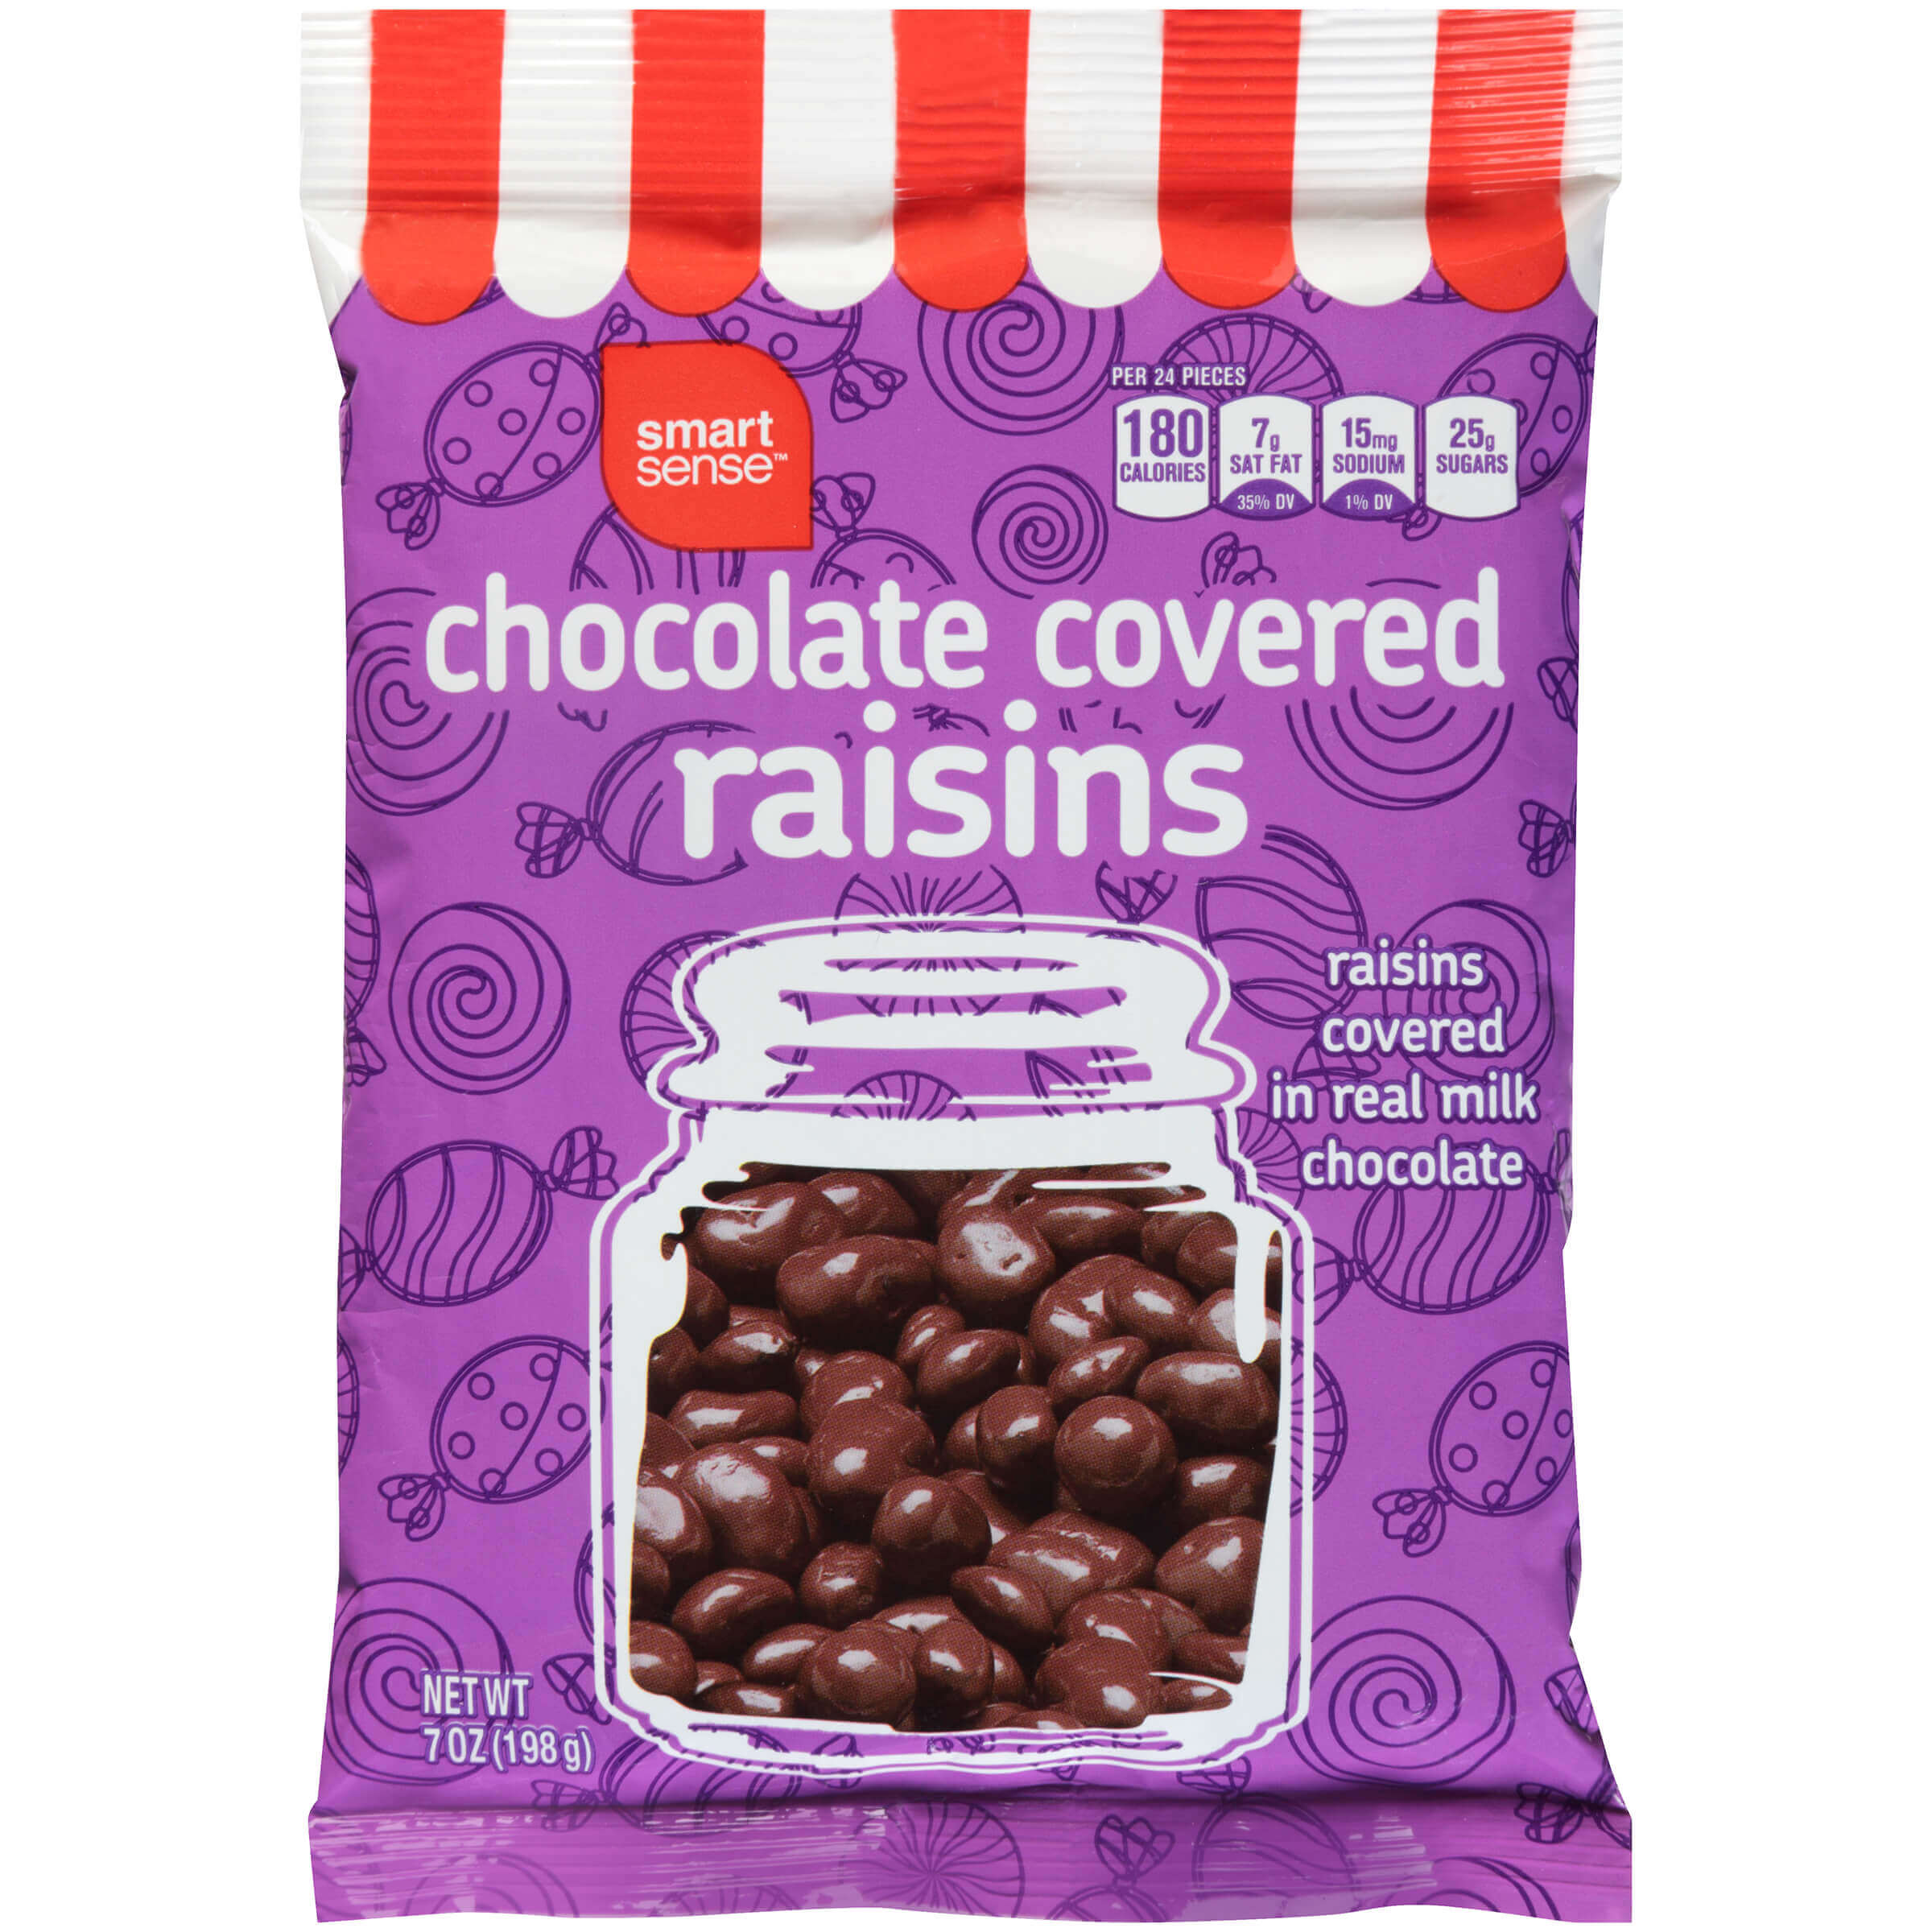 smart
sense™
PER 24 PIECES
180
CALORIES
7g
SAT FAT
35% DV
15mg
SODIUM
1% DV
25g
SUGARS
chocolate covered
raisins
raisins
covered
in real milk
chocolate
NET WT
7 OZ (198 g)